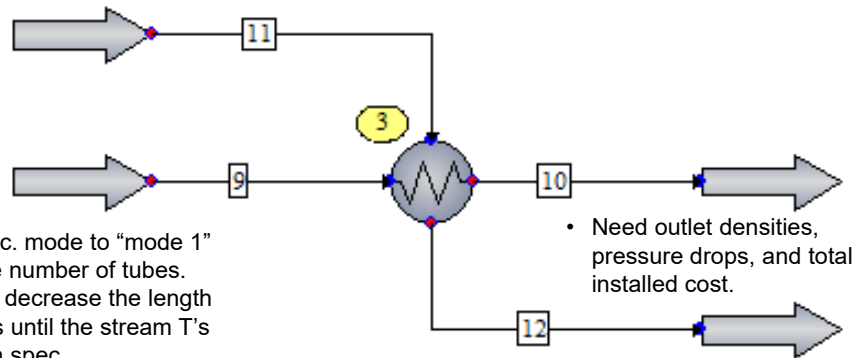 11
3
9
10
c. mode to “mode 1”
number of tubes.
decrease the length
until the stream T’s
spec
• Need outlet densities,
pressure drops, and total
installed cost.
12